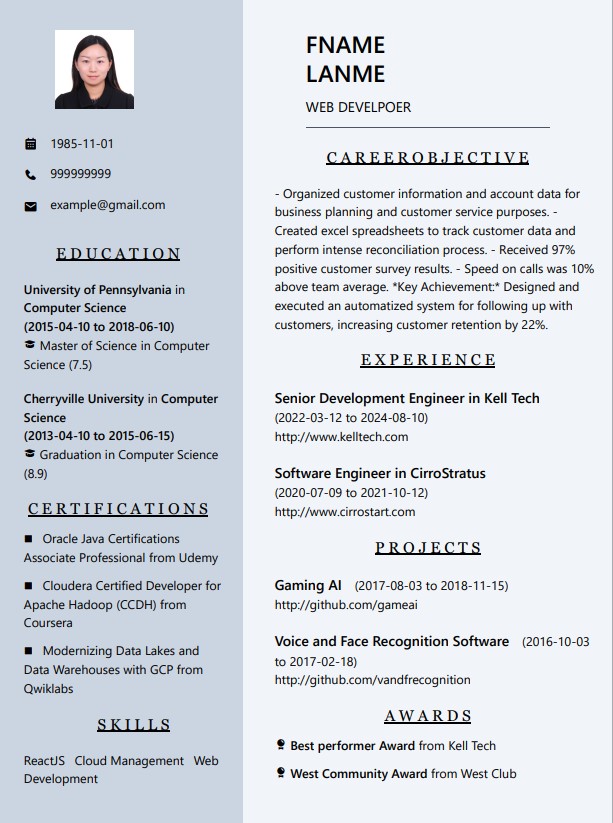 1985-11-01
999999999
example@gmail.com
EDUCATION
University of Pennsylvania in
Computer Science
(2015-04-10 to 2018-06-10)
Master of Science in Computer
Science (7.5)
Cherryville University in Computer
Science
(2013-04-10 to 2015-06-15)
Graduation in Computer Science
(8.9)
CERTIFICATIONS
Oracle Java Certifications
Associate Professional from Udemy
Cloudera Certified Developer for
Apache Hadoop (CCDH) from
Coursera
Modernizing Data Lakes and
Data Warehouses with GCP from
Qwiklabs
SKILLS
ReactJS Cloud Management Web
Development
FNAME
LANME
WEB DEVELPOER
CAREEROBJECTIVE
- Organized customer information and account data for
business planning and customer service purposes. -
Created excel spreadsheets to track customer data and
perform intense reconciliation process. - Received 97%
positive customer survey results. - Speed on calls was 10%
above team average. *Key Achievement:* Designed and
executed an automatized system for following up with
customers, increasing customer retention by 22%.
EXPERIENCE
Senior Development Engineer in Kell Tech
(2022-03-12 to 2024-08-10)
http://www.kelltech.com
Software Engineer in CirroStratus
(2020-07-09 to 2021-10-12)
http://www.cirrostart.com
PROJECTS
Gaming AI (2017-08-03 to 2018-11-15)
http://github.com/gameai
Voice and Face Recognition Software (2016-10-03
to 2017-02-18)
http://github.com/vandfrecognition
AWARDS
Best performer Award from Kell Tech
West Community Award from West Club